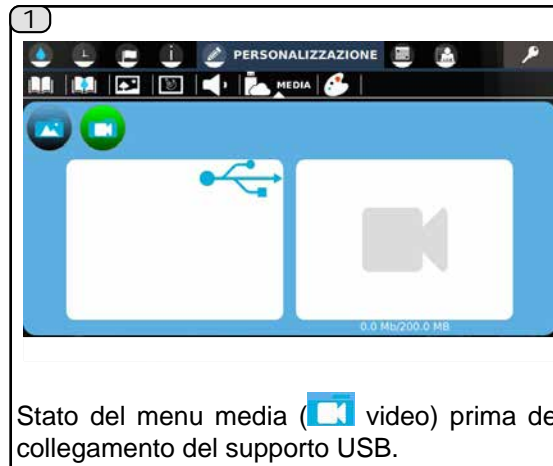 1
PERSONALIZZAZIONE
MEDIA
0.0 Mb/200.0 MB
Stato del menu media ( video) prima de
collegamento del supporto USB.